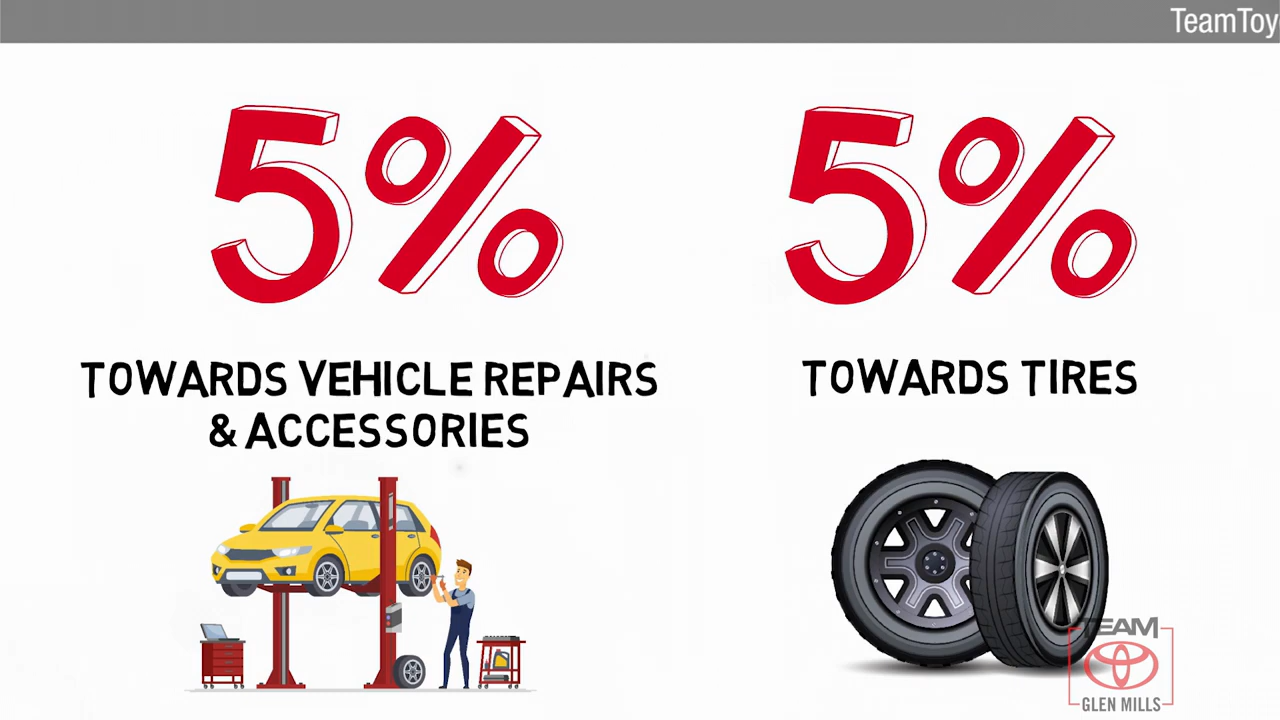 TeamToy
5% 5%
TOWARDS VEHICLE REPAIRS
& ACCESSORIES
TOWARDS TIRES
TEAM
GLEN MILLS